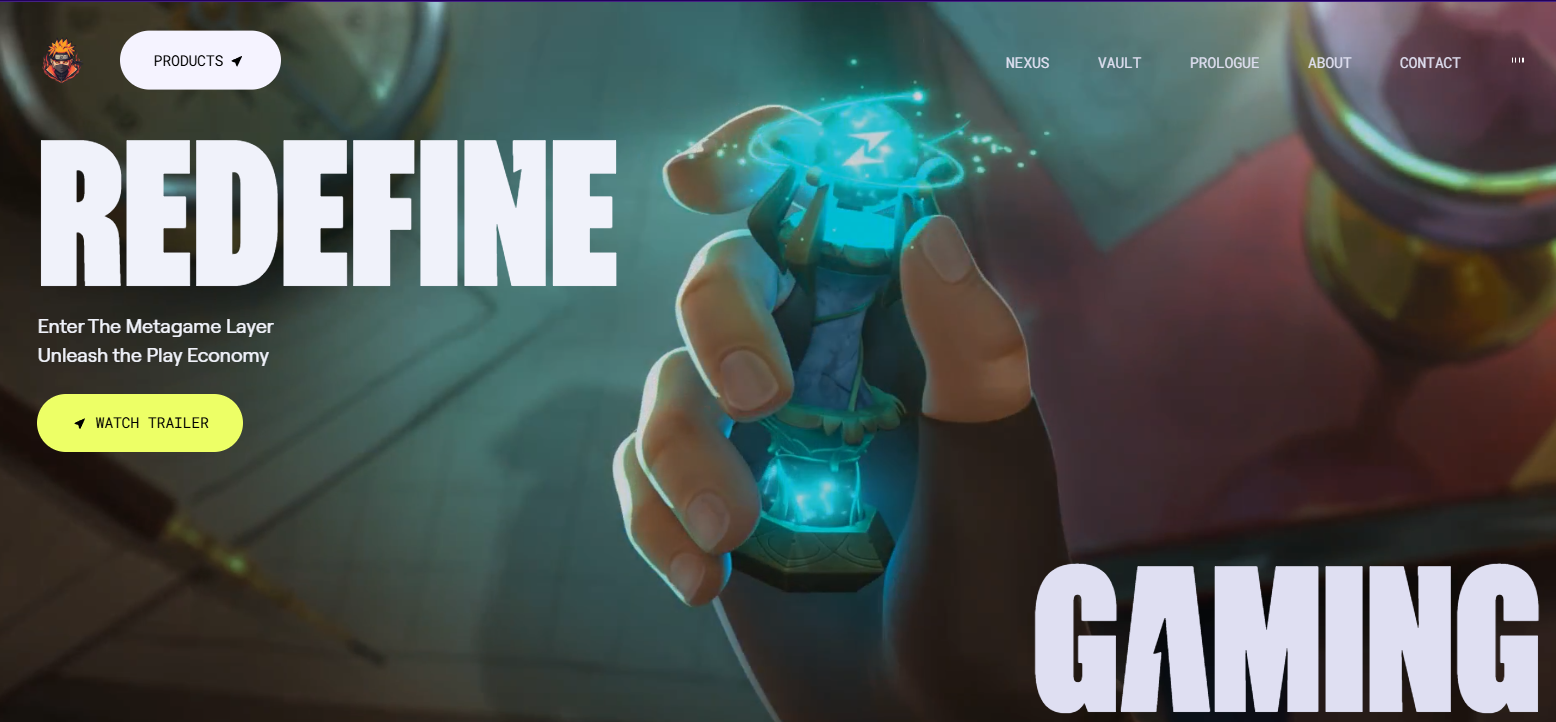 PRODUCTS
NEXUS
VAULT
PROLOGUE
ABOUT
CONTACT
REDEFINE
Enter The Metagame Layer
Unleash the Play Economy
WATCH TRAILER
GAMING